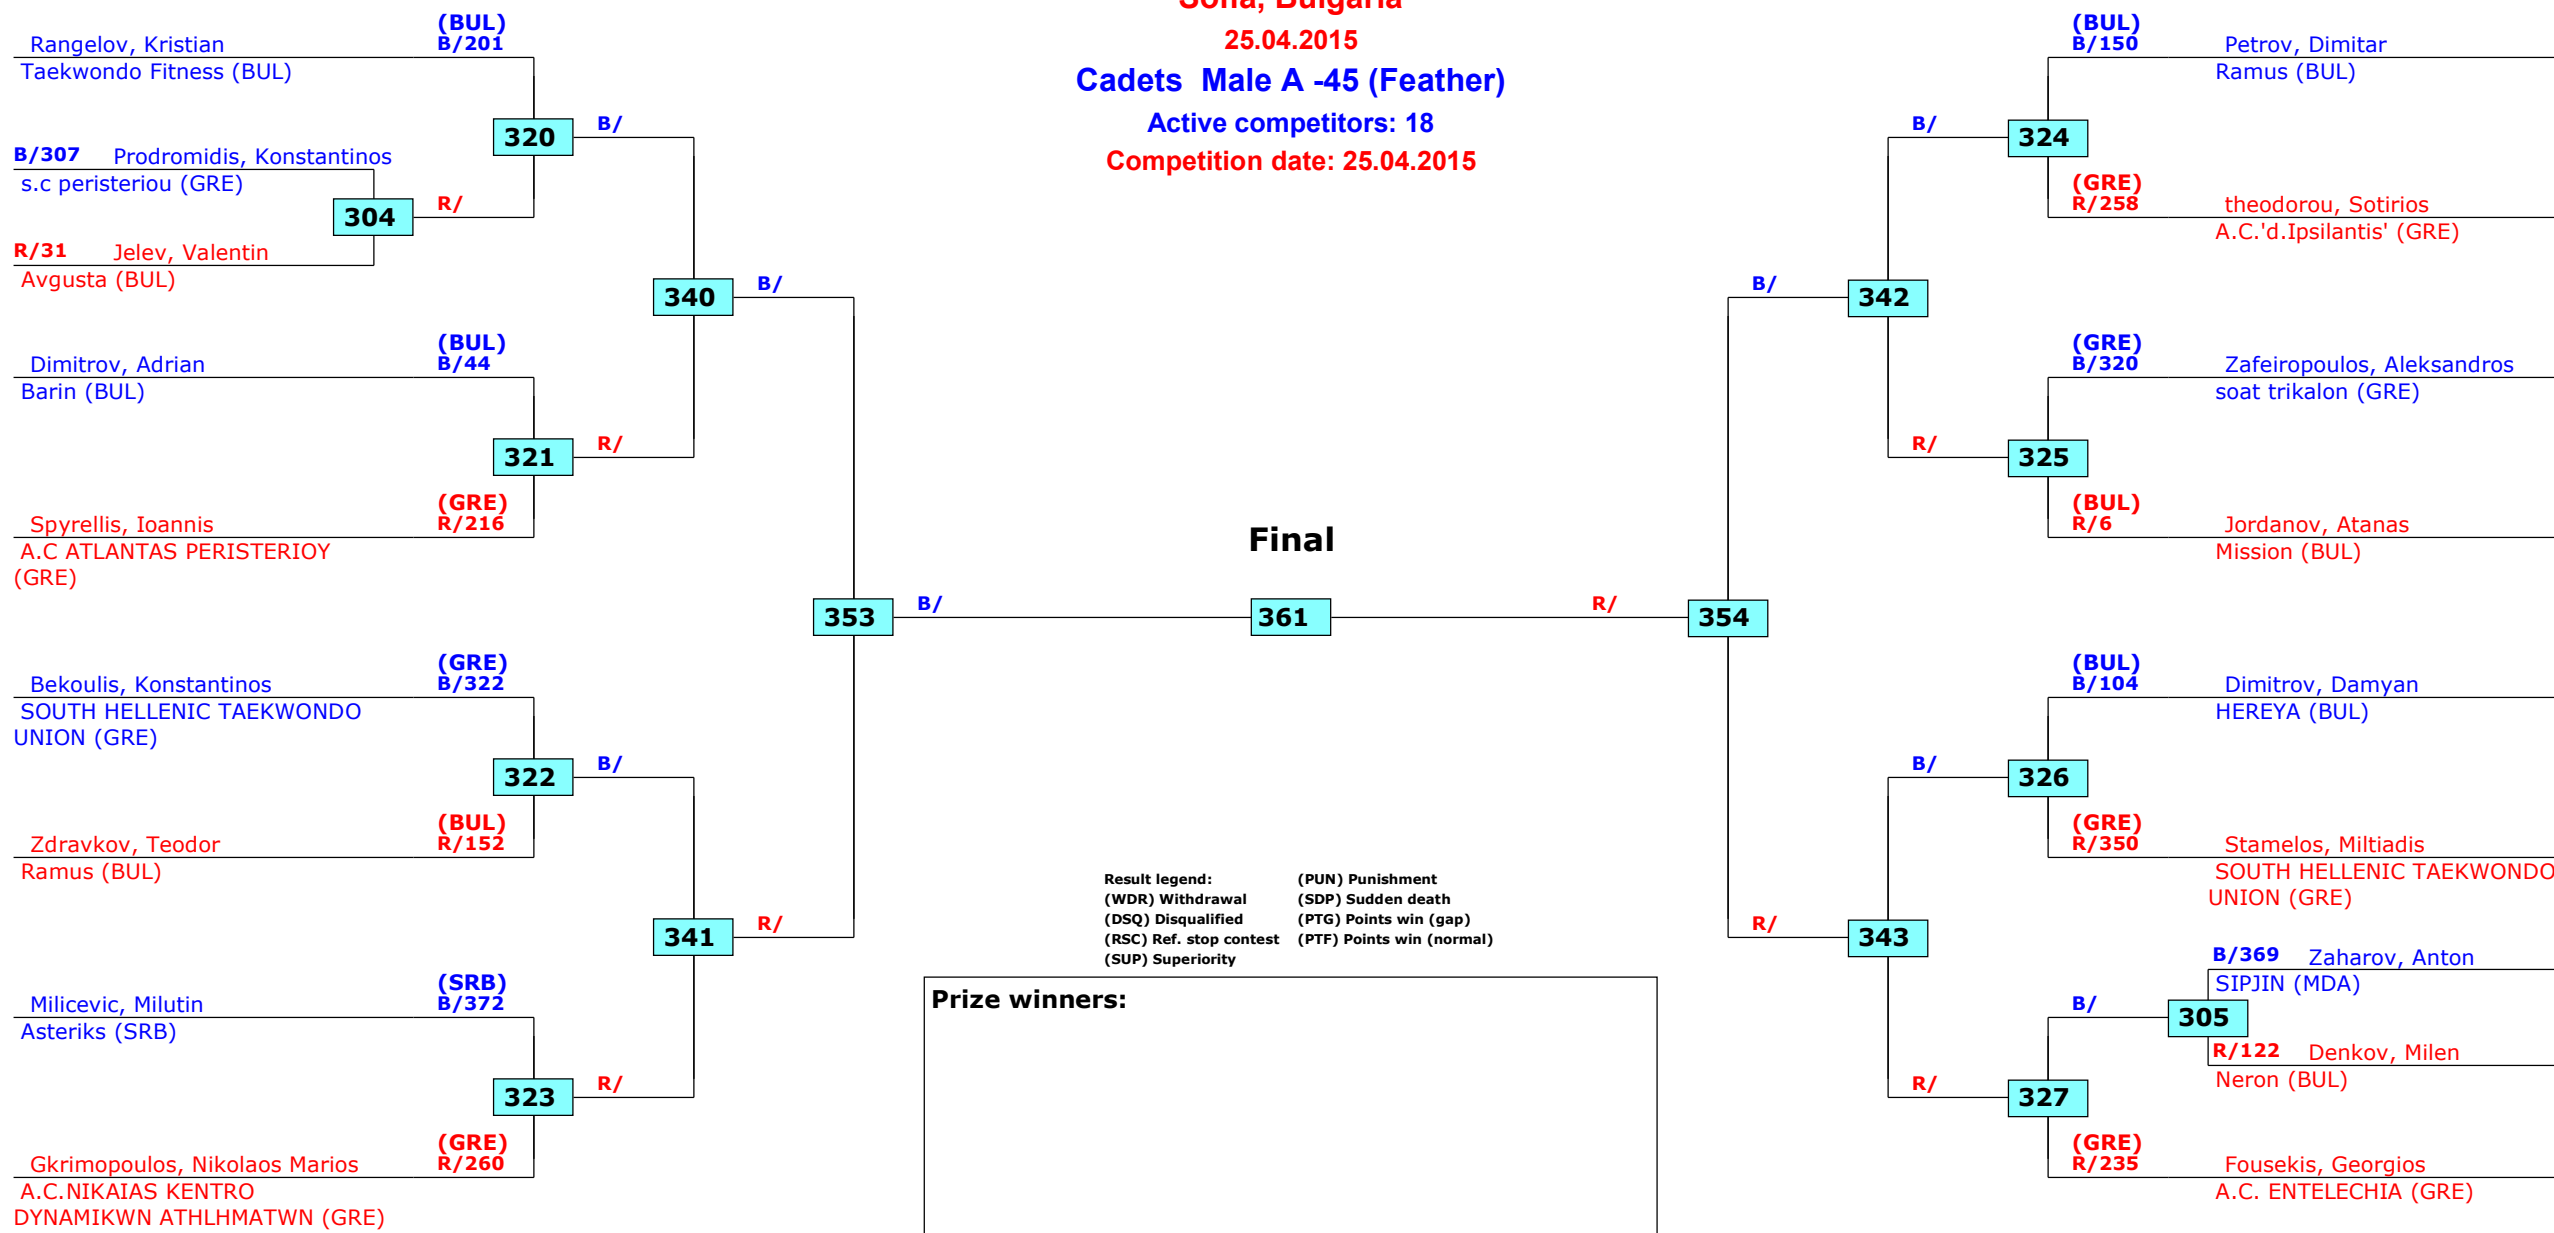 Sofia, Bulgaria
25.04.2015
Cadets Male A -45 (Feather)
Active competitors: 18
Competition date: 25.04.2015
(BUL)
Rangelov, Kristian B/201
Taekwondo Fitness (BUL)
320
B/
B/307 Prodromidis, Konstantinos
s.c peristeriou (GRE)
304
R/
R/31 Jelev, Valentin
Avgusta (BUL)
340
B/
(BUL)
Dimitrov, Adrian B/44
Barin (BUL)
321
R/
(GRE)
Spyrellis, Ioannis R/216
A.C ATLANTAS PERISTERIOY
(GRE)
353
B/
(GRE)
Bekoulis, Konstantinos B/322
SOUTH HELLENIC TAEKWONDO
UNION (GRE)
322
B/
(BUL)
Zdravkov, Teodor R/152
Ramus (BUL)
341
R/
(SRB)
Milicevic, Milutin B/372
Asteriks (SRB)
323
R/
(GRE)
Gkrimopoulos, Nikolaos Marios R/260
A.C.NIKAIAS KENTRO
DYNAMIKWN ATHLHMATWN (GRE)
Final
361
R/
354
(BUL)
B/150 Petrov, Dimitar
Ramus (BUL)
B/
324
(GRE)
R/258 theodorou, Sotirios
A.C.'d.Ipsilantis' (GRE)
B/
342
(GRE)
B/320 Zafeiropoulos, Aleksandros
soat trikalon (GRE)
R/
325
(BUL)
R/6 Jordanov, Atanas
Mission (BUL)
(BUL)
B/104 Dimitrov, Damyan
HEREYA (BUL)
B/
326
(GRE)
R/350 Stamelos, Miltiadis
SOUTH HELLENIC TAEKWONDO
UNION (GRE)
R/
343
B/369 Zaharov, Anton
SIPJIN (MDA)
B/
305
R/122 Denkov, Milen
Neron (BUL)
R/
327
(GRE)
R/235 Fousekis, Georgios
A.C. ENTELECHIA (GRE)
Result legend: (PUN) Punishment
(WDR) Withdrawal (SDP) Sudden death
(DSQ) Disqualified (PTG) Points win (gap)
(RSC) Ref. stop contest (PTF) Points win (normal)
(SUP) Superiority
Prize winners: